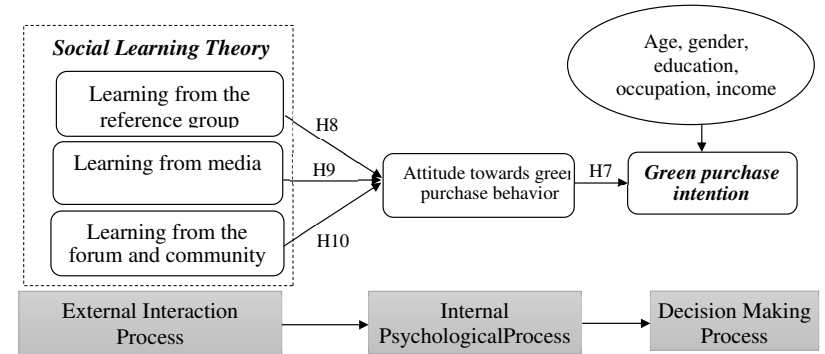 Social Learning Theory
Learning from the
reference group
H8
Learning from media
H9
Learning from the
forum and community
H10
Attitude towards green
purchase behavior
H7
Age, gender,
education,
occupation, income
Green purchase
intention
External Interaction
Process
Internal
PsychologicalProcess
Decision Making
Process